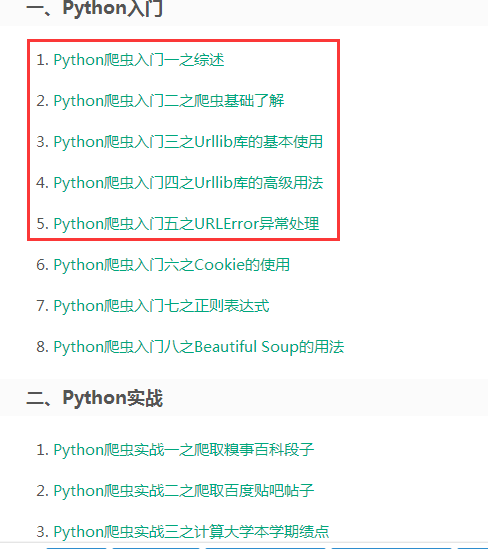 一、Python入门
1. Python爬虫入门一之综述
2. Python爬虫入门二之爬虫基础了解
3. Python爬虫入门三之Urllib库的基本使用
4. Python爬虫入门四之Urllib库的高级用法
5. Python爬虫入门五之URLError异常处理
6. Python爬虫入门六之Cookie的使用
7. Python爬虫入门七之正则表达式
8. Python爬虫入门八之Beautiful Soup的用法
二、Python实战
1. Python爬虫实战一之爬取糗事百科段子
2. Python爬虫实战二之爬取百度贴吧帖子
3. Python爬虫实战三之计算大学本学期绩点